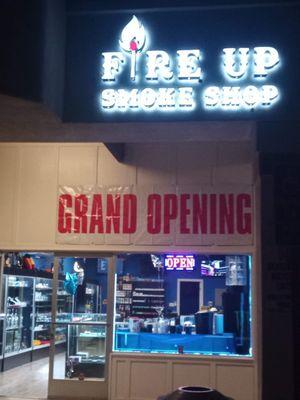 FIRE UP
SMOKE SHOP
GRAND OPENING
OPEN